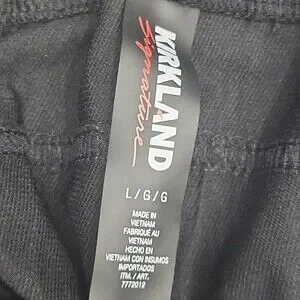 KIRKLAND
Signature
L/G/G
MADE IN
VIETNAM
FABRIQUÉ AU
VIETNAM
HECHO EN
VIETNAM CON INSUMOS
IMPORTADOS
ITM. / ART.
7772012